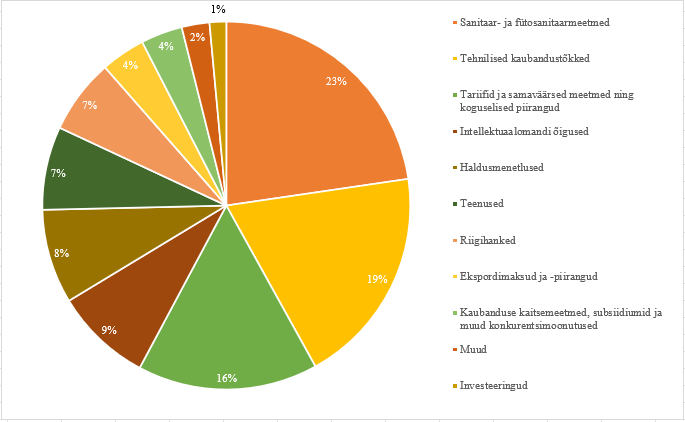 1%
2%
4%
4%
7%
7%
8%
9%
16%
19%
23%
Sanitaar- ja fütosanitaarmeetmed
Tehnilised kaubandustõkked
Tariifid ja samaväärsed meetmed ning
koguselised piirangud
Intellektuaalomandi õigused
Haldusmenetlused
Teenused
Riigihanked
Ekspordimaksud ja -piirangud
Kaubanduse kaitsemeetmed, subsiidiumid ja
muud konkurentsimoonutused
Muud
Investeeringud